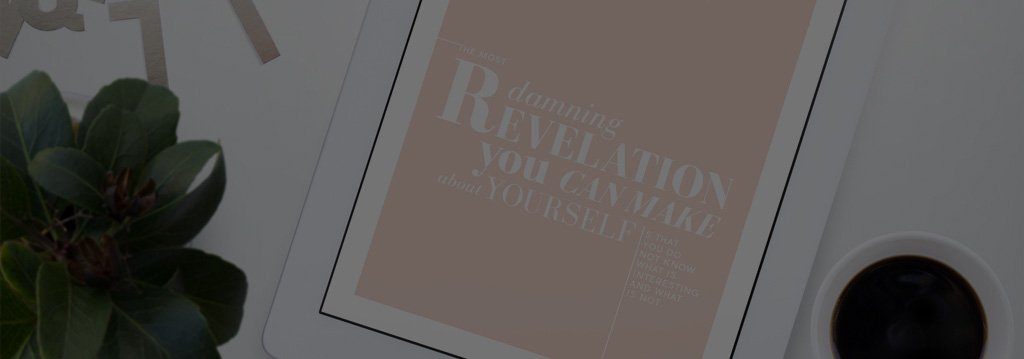 &
THE MOST
damning
REVELATION
you CAN MAKE
about YOURSELF
IS THAT
YOU DO
NOT KNOW
WHAT IS
INTERESTING
AND WHAT
IS NOT.